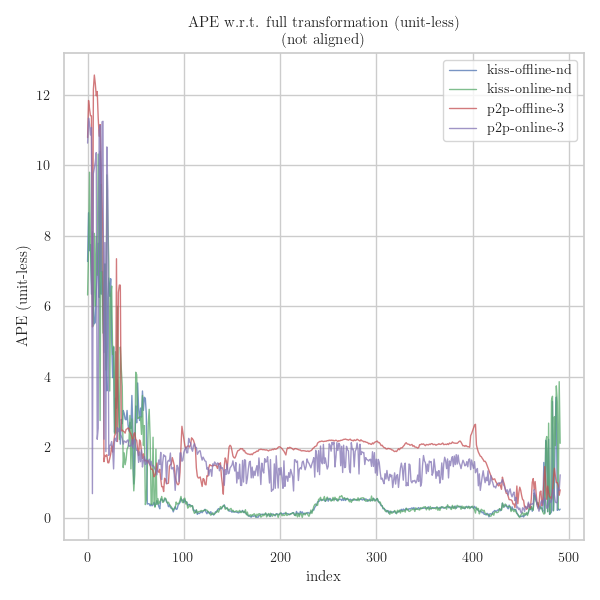 APE w.r.t. full transformation (unit-less)
(not aligned)
kiss-offline-nd
kiss-online-nd
p2p-offline-3
p2p-online-3
APE (unit-less)
12
10
8
6
4
2
0
0 100 200 300 400 500
index